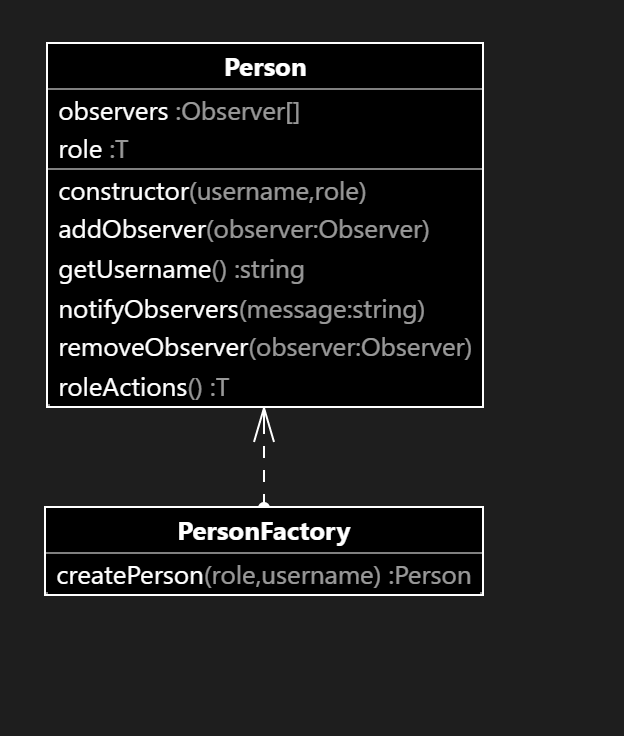 Person
observers :Observer[]
role :T
constructor(username,role)
addObserver(observer:Observer)
getUsername() :string
notifyObservers(message:string)
removeObserver(observer:Observer)
roleActions() :T
PersonFactory
createPerson(role,username) :Person